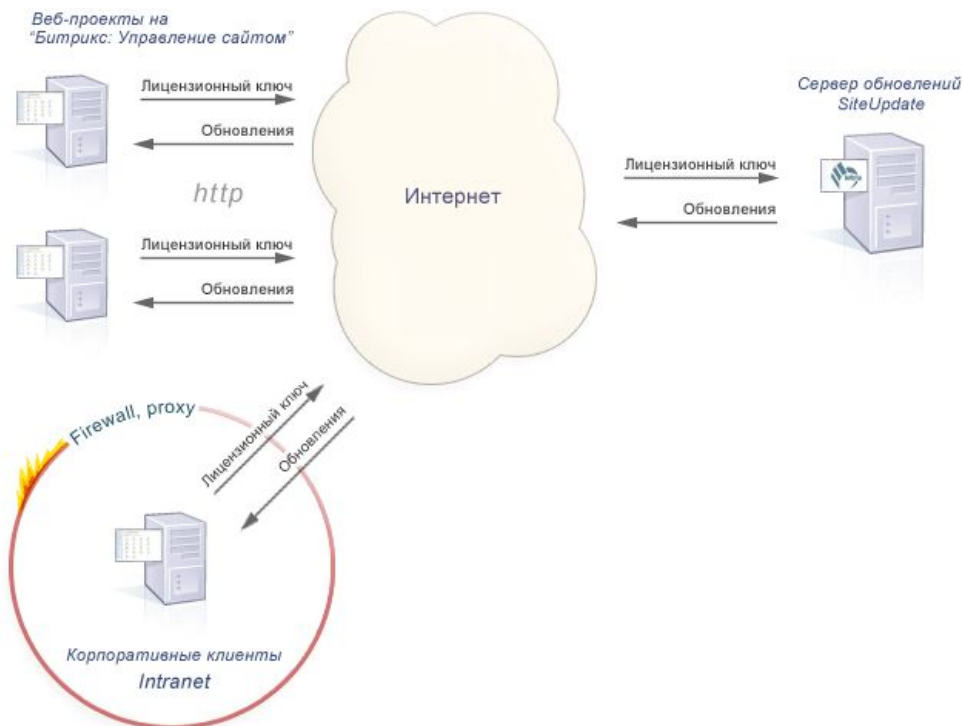 Веб-проекты на
“Битрикс: Управление сайтом”
Лицензионный ключ
Обновления
http
Лицензионный ключ
Обновления
Интернет
Сервер обновлений
SiteUpdate
Лицензионный ключ
Обновления
Firewall, proxy
Лицензионный ключ
Обновления
Корпоративные клиенты
Intranet